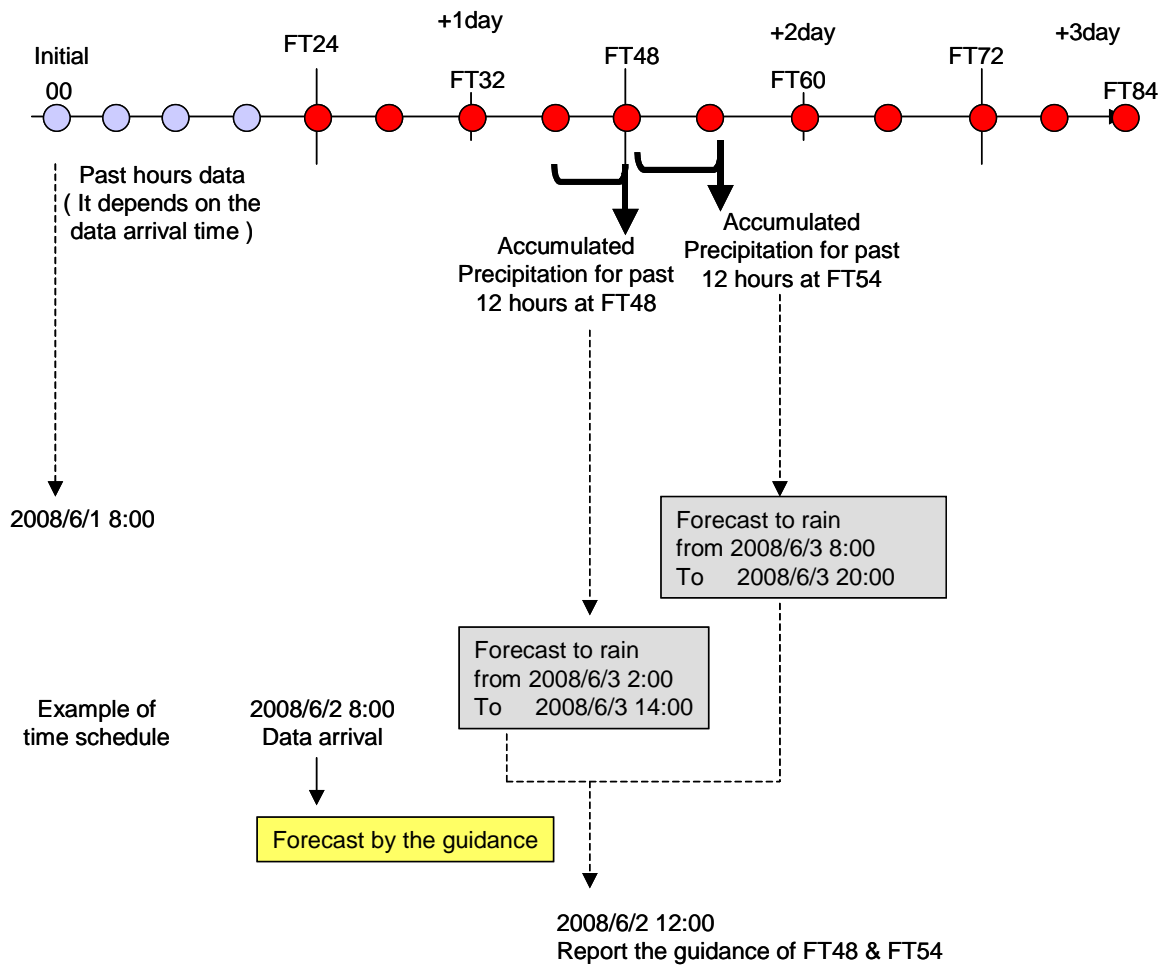 +1day
+2day
+3day
Initial
00
FT24
FT32
FT48
FT60
FT72
FT84
Past hours data
( It depends on the
data arrival time )
Accumulated
Precipitation for past
12 hours at FT48
Accumulated
Precipitation for past
12 hours at FT54
2008/6/1 8:00
Forecast to rain
from 2008/6/3 8:00
To 2008/6/3 20:00
Forecast to rain
from 2008/6/3 2:00
To 2008/6/3 14:00
Example of
time schedule
2008/6/2 8:00
Data arrival
Forecast by the guidance
2008/6/2 12:00
Report the guidance of FT48 & FT54